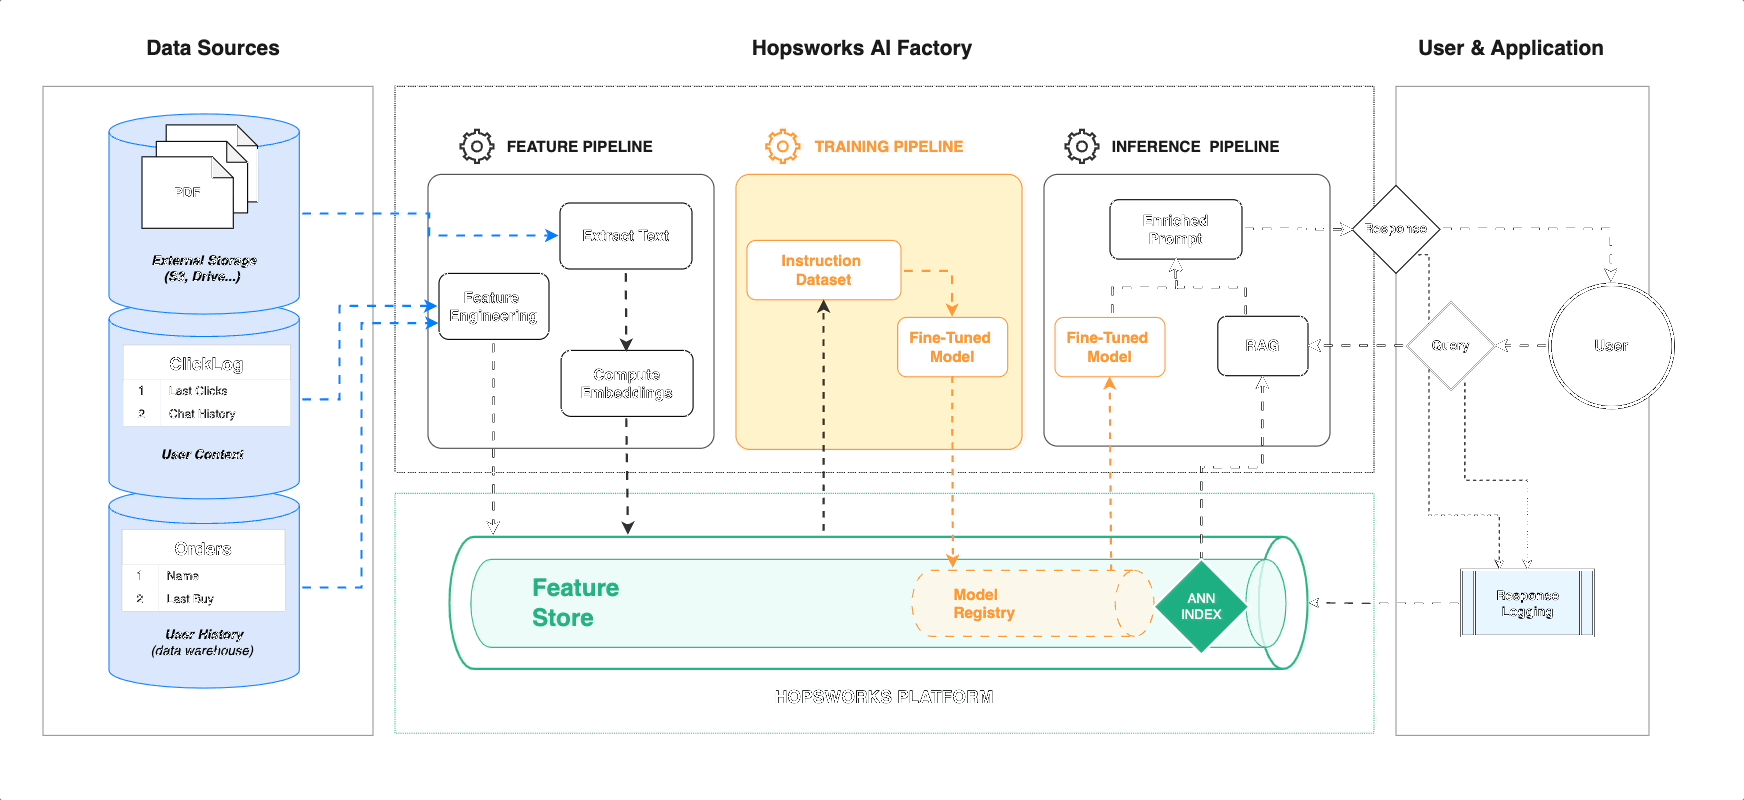 Data Sources
Hopsworks AI Factory
User & Application
PDF
External Storage
(S3, Drive...)
ClickLog
1 Last Clicks
2 Chat History
User Context
Orders
1 Name
2 Last Buy
User History
(data warehouse)
FEATURE PIPELINE
Extract Text
Feature
Engineering
Compute
Embeddings
TRAINING PIPELINE
Instruction
Dataset
Fine-Tuned
Model
INFERENCE PIPELINE
Enriched
Prompt
Fine-Tuned
Model
RAG
Response
Query
User
Response
Logging
Feature
Store
Model
Registry
ANN
INDEX
HOPSWORKS PLATFORM